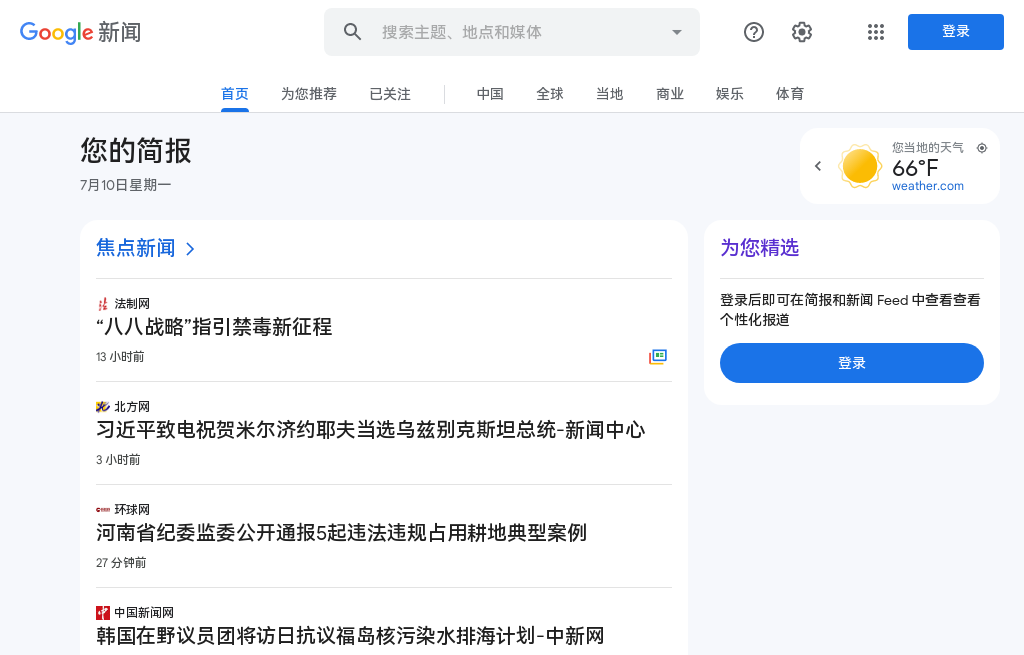 Google 新闻
搜索主题、地点和媒体
登录
首页
为您推荐
已关注
中国
全球
当地
商业
娱乐
体育
您的简报
7月10日星期一
您当地的天气
66°F
weather.com
焦点新闻
法制网
“八八战略”指引禁毒新征程
13 小时前
北方网
习近平致电祝贺米尔济约耶夫当选乌兹别克斯坦总统-新闻中心
3 小时前
环球网
河南省纪委监委公开通报5起违法违规占用耕地典型案例
27 分钟前
中国新闻网
韩国在野议员团将访日抗议福岛核污染水排海计划-中新网
为您精选
登录后即可在简报和新闻 Feed 中查看查看
个性化报道
登录